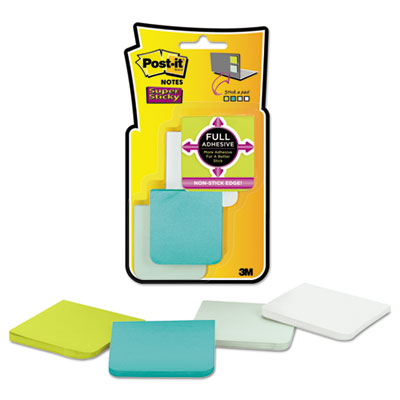 Post-it
NOTES
Super
Sticky
Stick a pad
FULL
ADHESIVE
More Adhesive
For A Better
Stick
NON-STICK EDGE!
3M